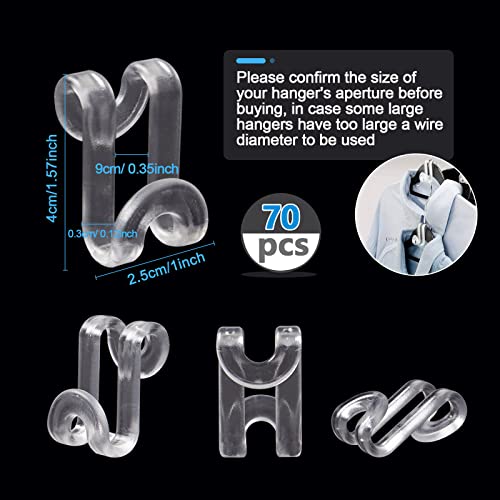 Please confirm the size of
your hanger's aperture before
buying, in case some large
hangers have too large a wire
diameter to be used
4cm/1.57inch
9cm/ 0.35inch
0.3cm/ 0.12inch
2.5cm/1inch
70
pcs